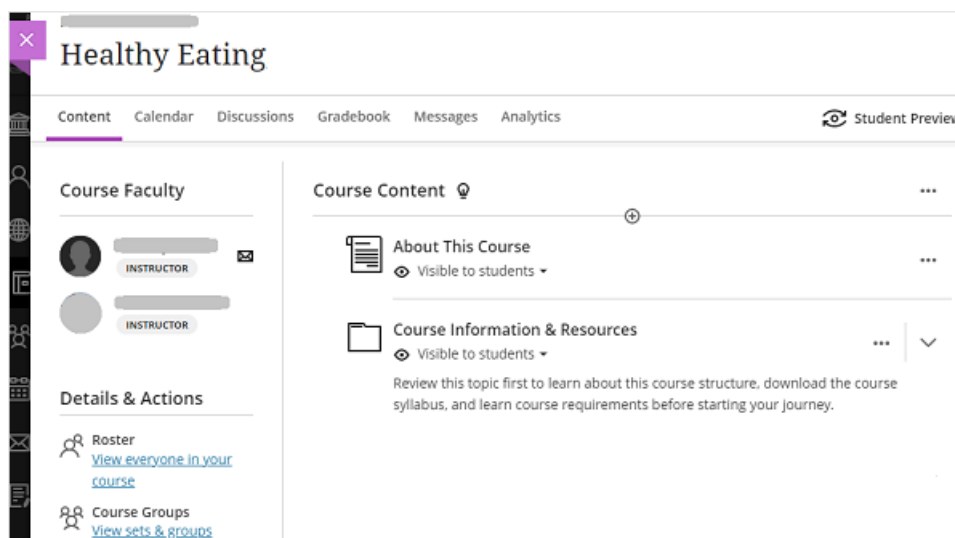 Healthy Eating
Content Calendar Discussions Gradebook Messages Analytics
Student Preview
Course Faculty
INSTRUCTOR
INSTRUCTOR
Details & Actions
Roster
View everyone in your
course
Course Groups
View sets & groups
Course Content
About This Course
Visible to students
Course Information & Resources
Visible to students
Review this topic first to learn about this course structure, download the course
syllabus, and learn course requirements before starting your journey.